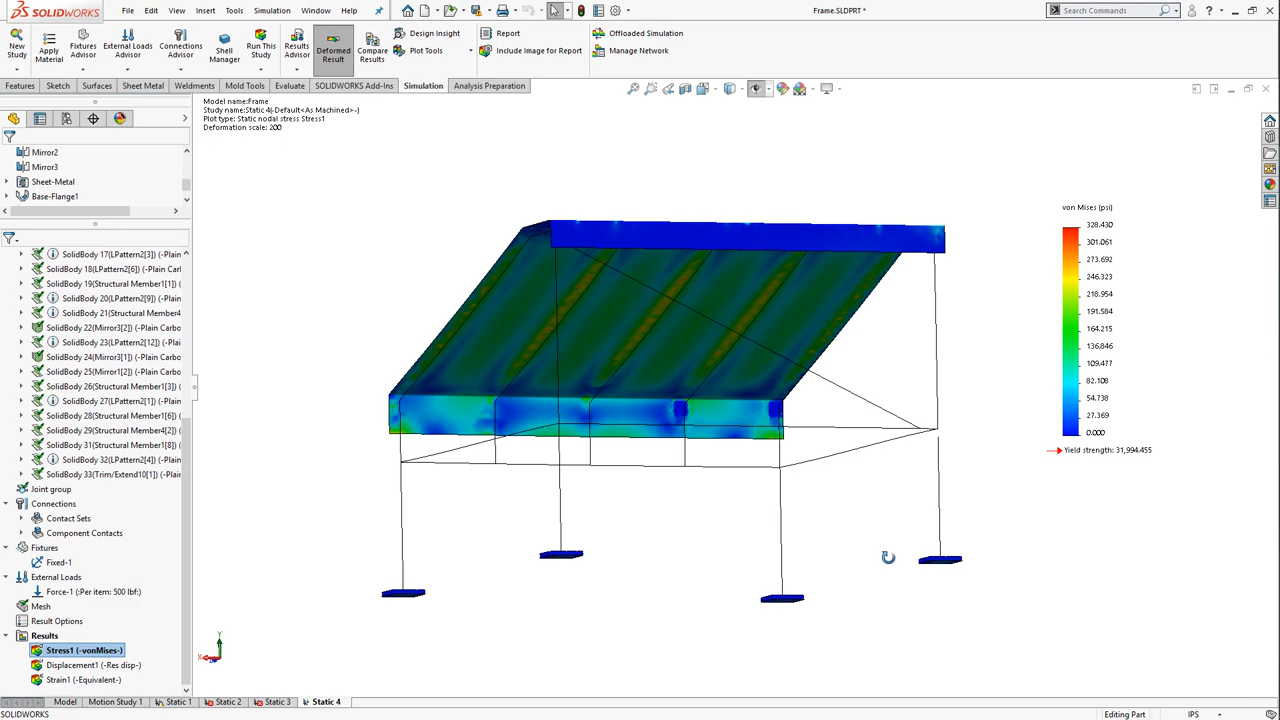 SOLIDWORKS
File Edit View Insert Tools Simulation Window Help
Frame.SLDPRT *
Search Commands
New Study
Apply Material
Fixtures Advisor
External Loads Advisor
Connections Advisor
Shell Manager
Run This Study
Results Advisor
Deformed Result
Compare Results
Design Insight
Plot Tools
Report
Include Image for Report
Offloaded Simulation
Manage Network
Features Sketch Surfaces Sheet Metal Weldments Mold Tools Evaluate SOLIDWORKS Add-Ins Simulation Analysis Preparation
Model name:Frame
Study name:Static 4(-Default<As Machined>-)
Plot type: Static nodal stress Stress1
Deformation scale: 200
Mirror2
Mirror3
Sheet-Metal
Base-Flange1
SolidBody 17(LPattern2[3]) (-Plain
SolidBody 18(LPattern2[6]) (-Plain Carb
SolidBody 19(Structural Member1[1]) (
SolidBody 20(LPattern2[9]) (-Plain
SolidBody 21(Structural Member4
SolidBody 22(Mirror3[2]) (-Plain Carbo
SolidBody 23(LPattern2[12]) (-Plain
SolidBody 24(Mirror3[1]) (-Plain Carbo
SolidBody 25(Mirror1[2]) (-Plain Carbo
SolidBody 26(Structural Member1[3]) (
SolidBody 27(LPattern2[1]) (-Plain
SolidBody 28(Structural Member1[6]) (
SolidBody 29(Structural Member4[2]) (
SolidBody 31(Structural Member1[8]) (
SolidBody 32(LPattern2[4]) (-Plain
SolidBody 33(Trim/Extend10[1]) (-Plain
Joint group
Connections
Contact Sets
Component Contacts
Fixtures
Fixed-1
External Loads
Force-1 (:Per item: 500 lbf:)
Mesh
Result Options
Results
Stress1 (-vonMises-)
Displacement1 (-Res disp-)
Strain1 (-Equivalent-)
von Mises (psi)
328.430
301.061
273.692
246.323
218.954
191.584
164.215
136.846
109.477
82.108
54.738
27.369
0.000
Yield strength: 31,994.455
Y
X
Model Motion Study 1 Static 1 Static 2 Static 3 Static 4
SOLIDWORKS
Editing Part
IPS